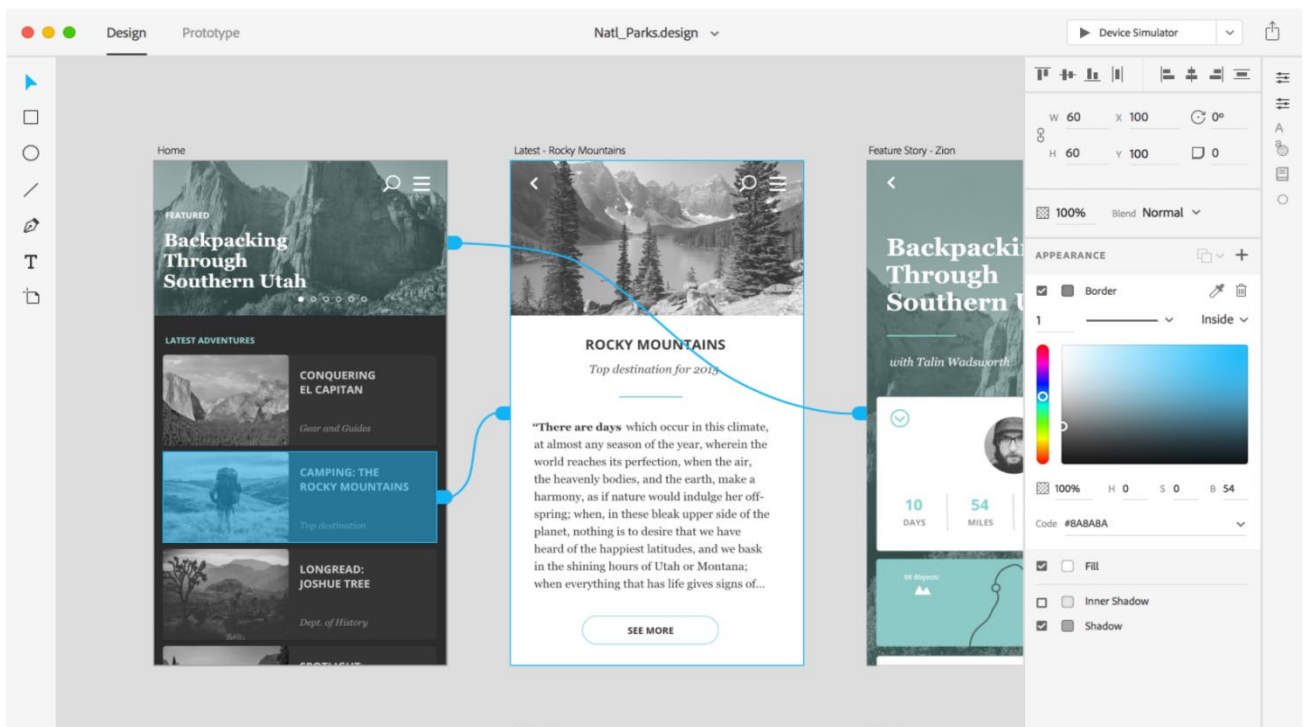 Design
Prototype
Natl_Parks.design
Device Simulator
T
Home
FEATURED
Backpacking
Through
Southern Utah
LATEST ADVENTURES
CONQUERING
EL CAPITAN
Gear and Guides
CAMPING: THE
ROCKY MOUNTAINS
Top destination
LONGREAD:
JOSHUE TREE
Dept. of History
SPOTLIGHT:
Latest - Rocky Mountains
ROCKY MOUNTAINS
Top destination for 2015
“There are days which occur in this climate,
at almost any season of the year, wherein the
world reaches its perfection, when the air,
the heavenly bodies, and the earth, make a
harmony, as if nature would indulge her off-
spring; when, in these bleak upper side of the
planet, nothing is to desire that we have
heard of the happiest latitudes, and we bask
in the shining hours of Utah or Montana;
when everything that has life gives signs of...
SEE MORE
Feature Story - Zion
Backpacki
Through
Southern U
with Talin Wadsworth
10
DAYS
54
MILES
Mt Majestic
W 60 X 100 0°
H 60 Y 100 0
100% Blend Normal
APPEARANCE
Border
1 Inside
100% H 0 S 0 B 54
Code #8A8A8A
Fill
Inner Shadow
Shadow
A
a